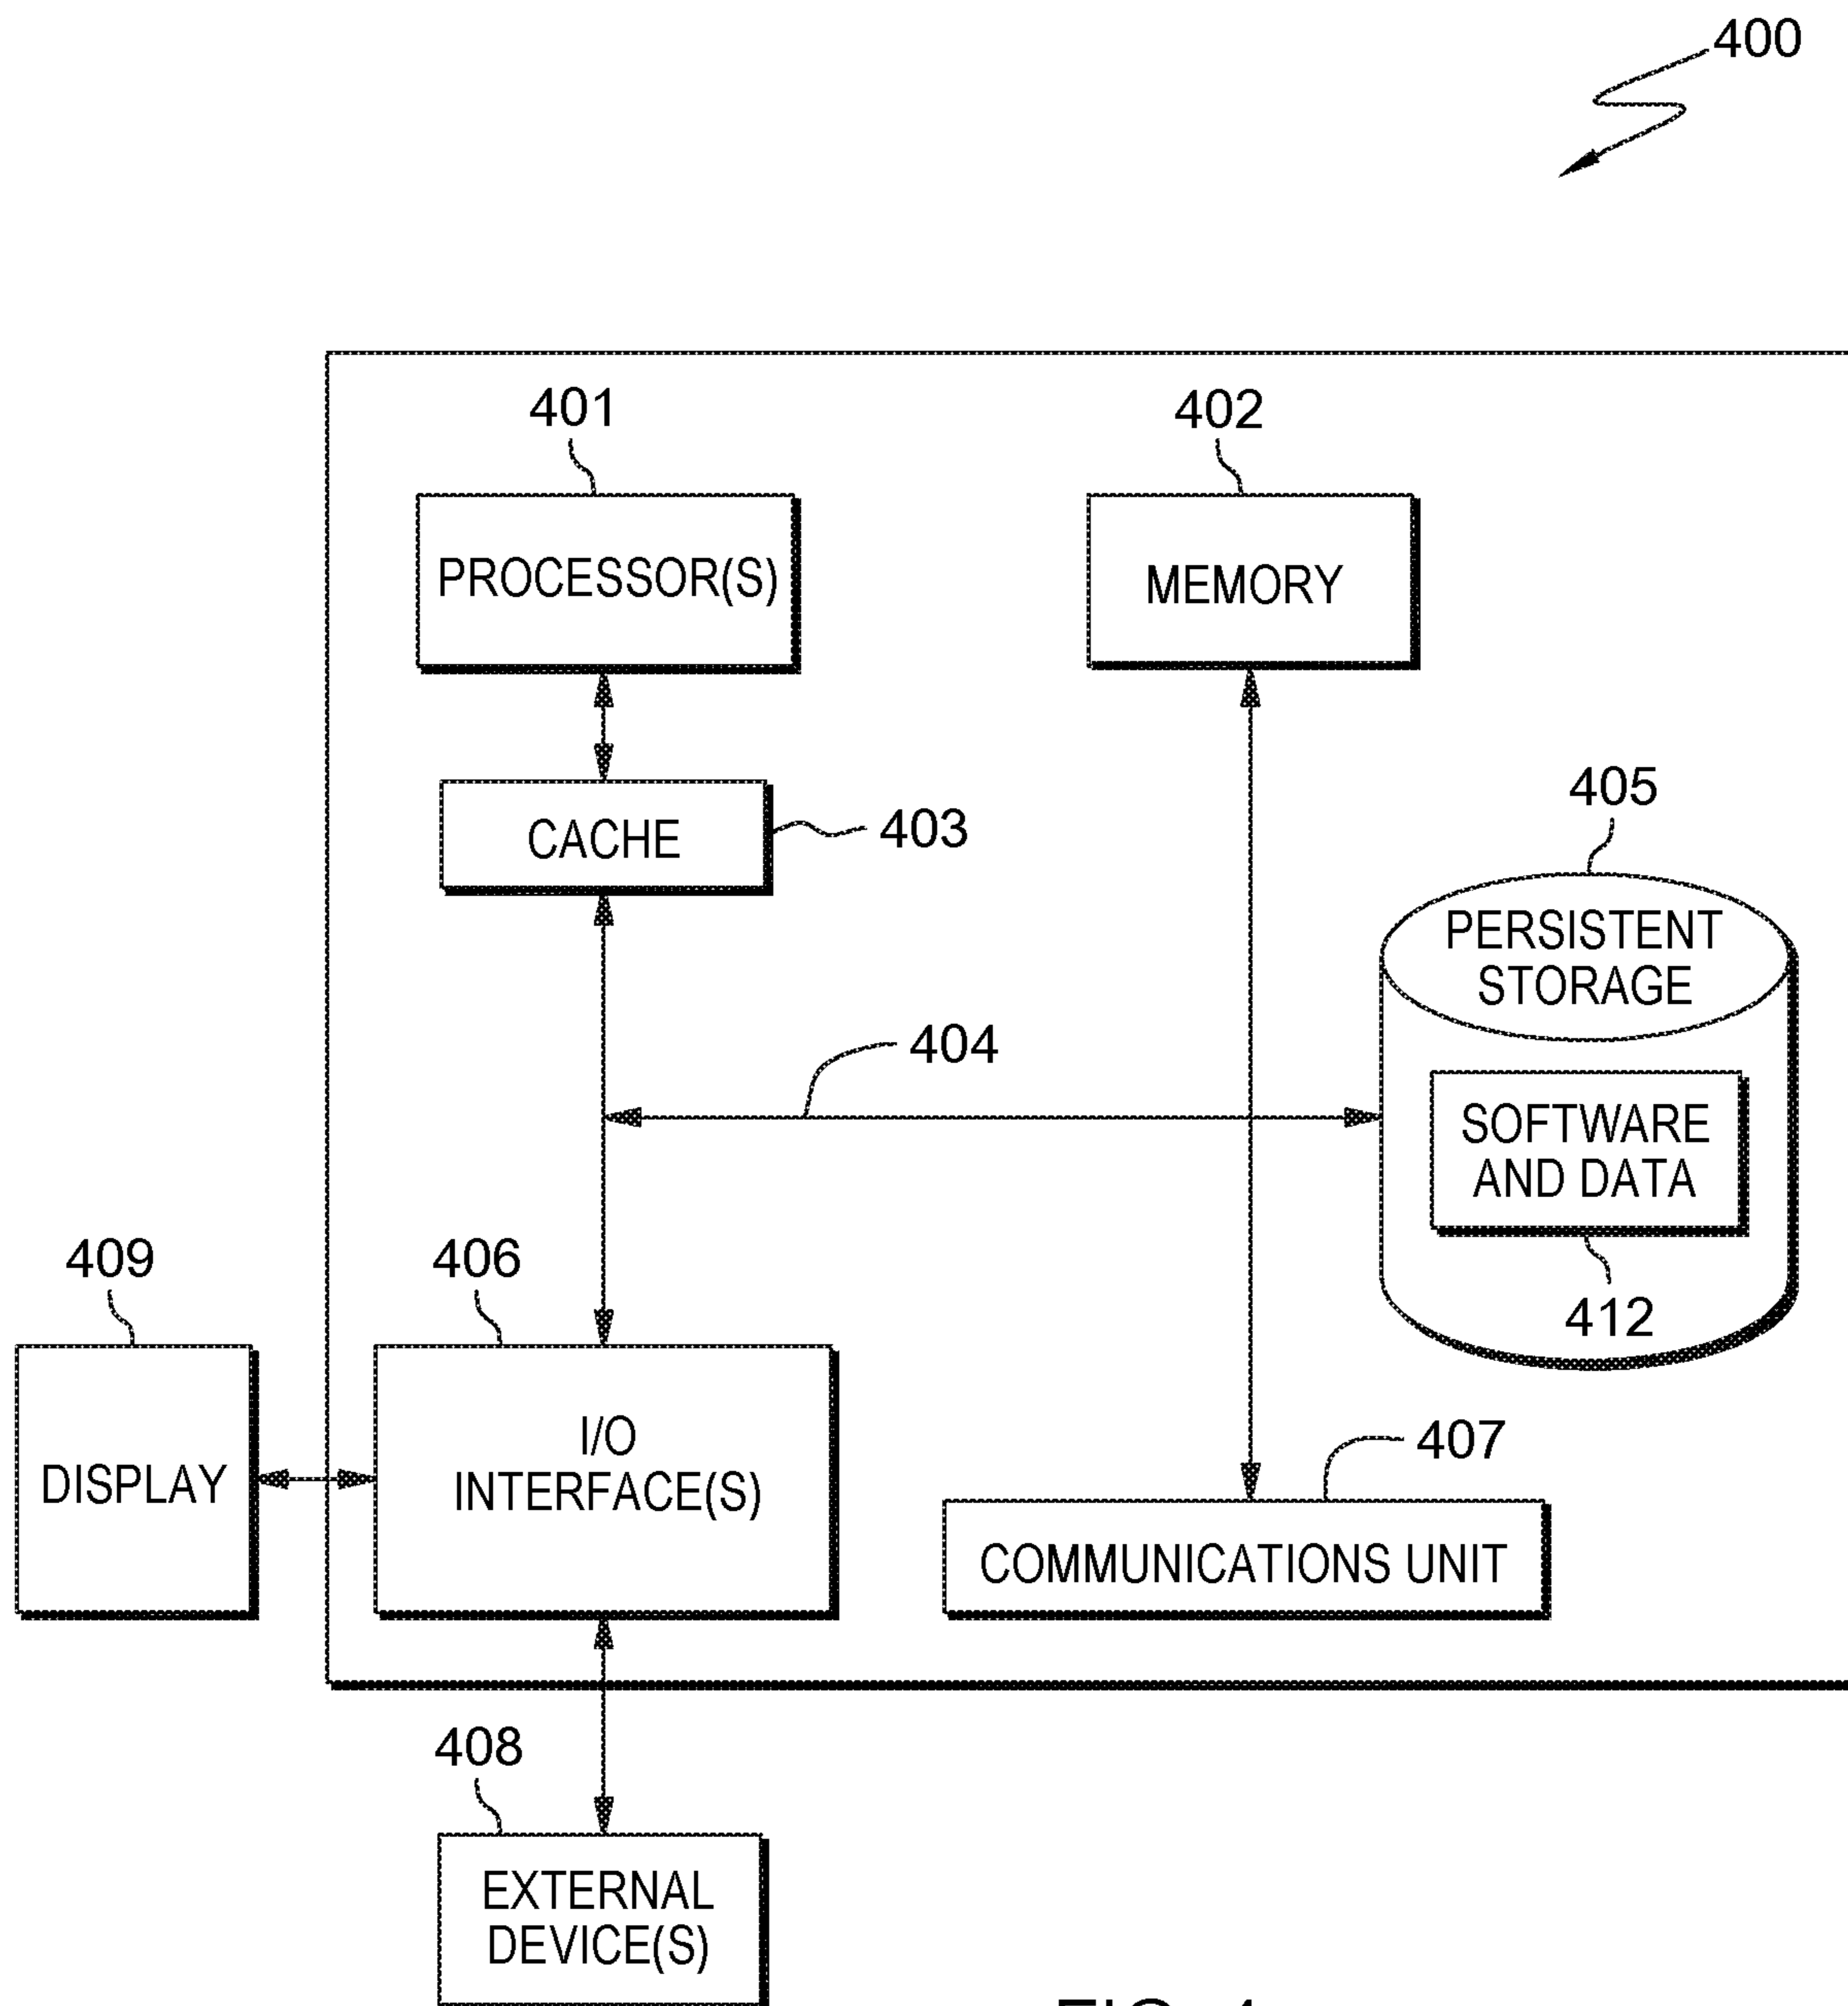 400
401
402
PROCESSOR(S)
MEMORY
CACHE
403
405
PERSISTENT
STORAGE
404
SOFTWARE
AND DATA
412
409
406
DISPLAY
I/O
INTERFACE(S)
407
COMMUNICATIONS UNIT
408
EXTERNAL
DEVICE(S)